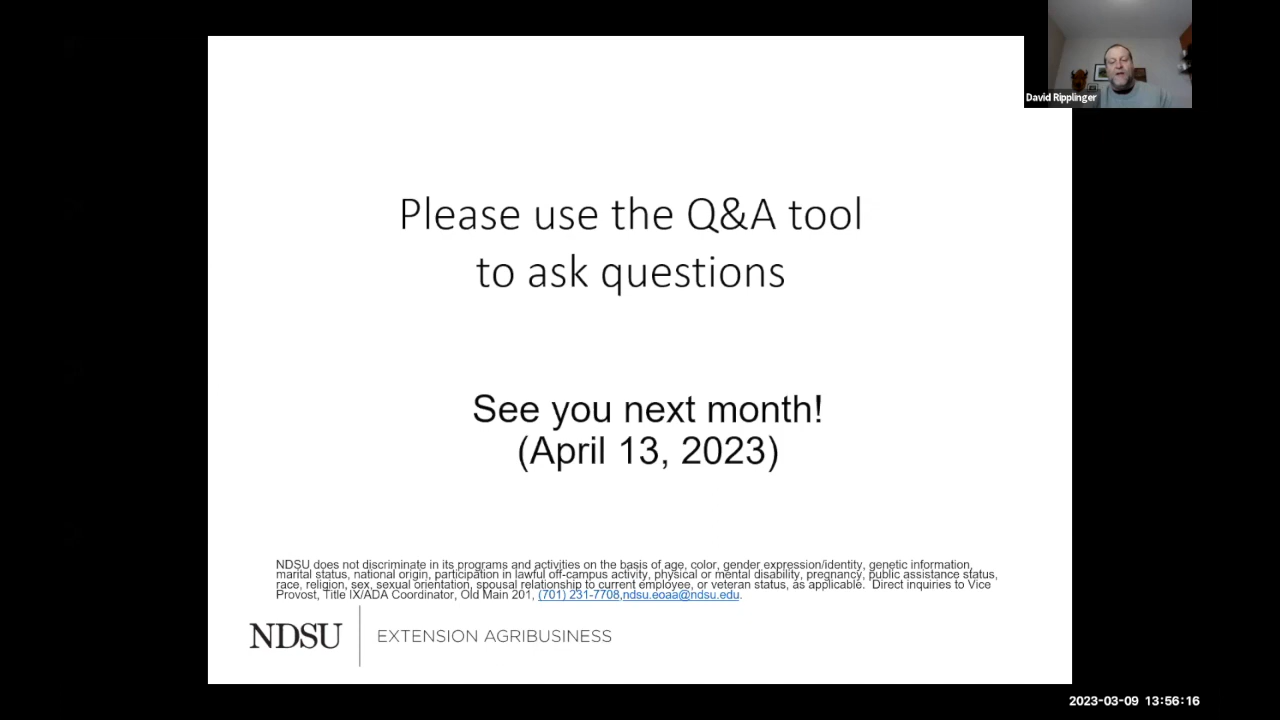 David Ripplinger
Please use the Q&A tool
to ask questions
See you next month!
(April 13, 2023)
NDSU does not discriminate in its programs and activities on the basis of age, color, gender expression/identity, genetic information,
marital status, national origin, participation in lawful off-campus activity, physical or mental disability, pregnancy, public assistance status,
race, religion, sex, sexual orientation, spousal relationship to current employee, or veteran status, as applicable. Direct inquiries to Vice
Provost, Title IX/ADA Coordinator, Old Main 201, (701) 231-7708,ndsu.eoaa@ndsu.edu.
NDSU EXTENSION AGRIBUSINESS
2023-03-09 13:56:16